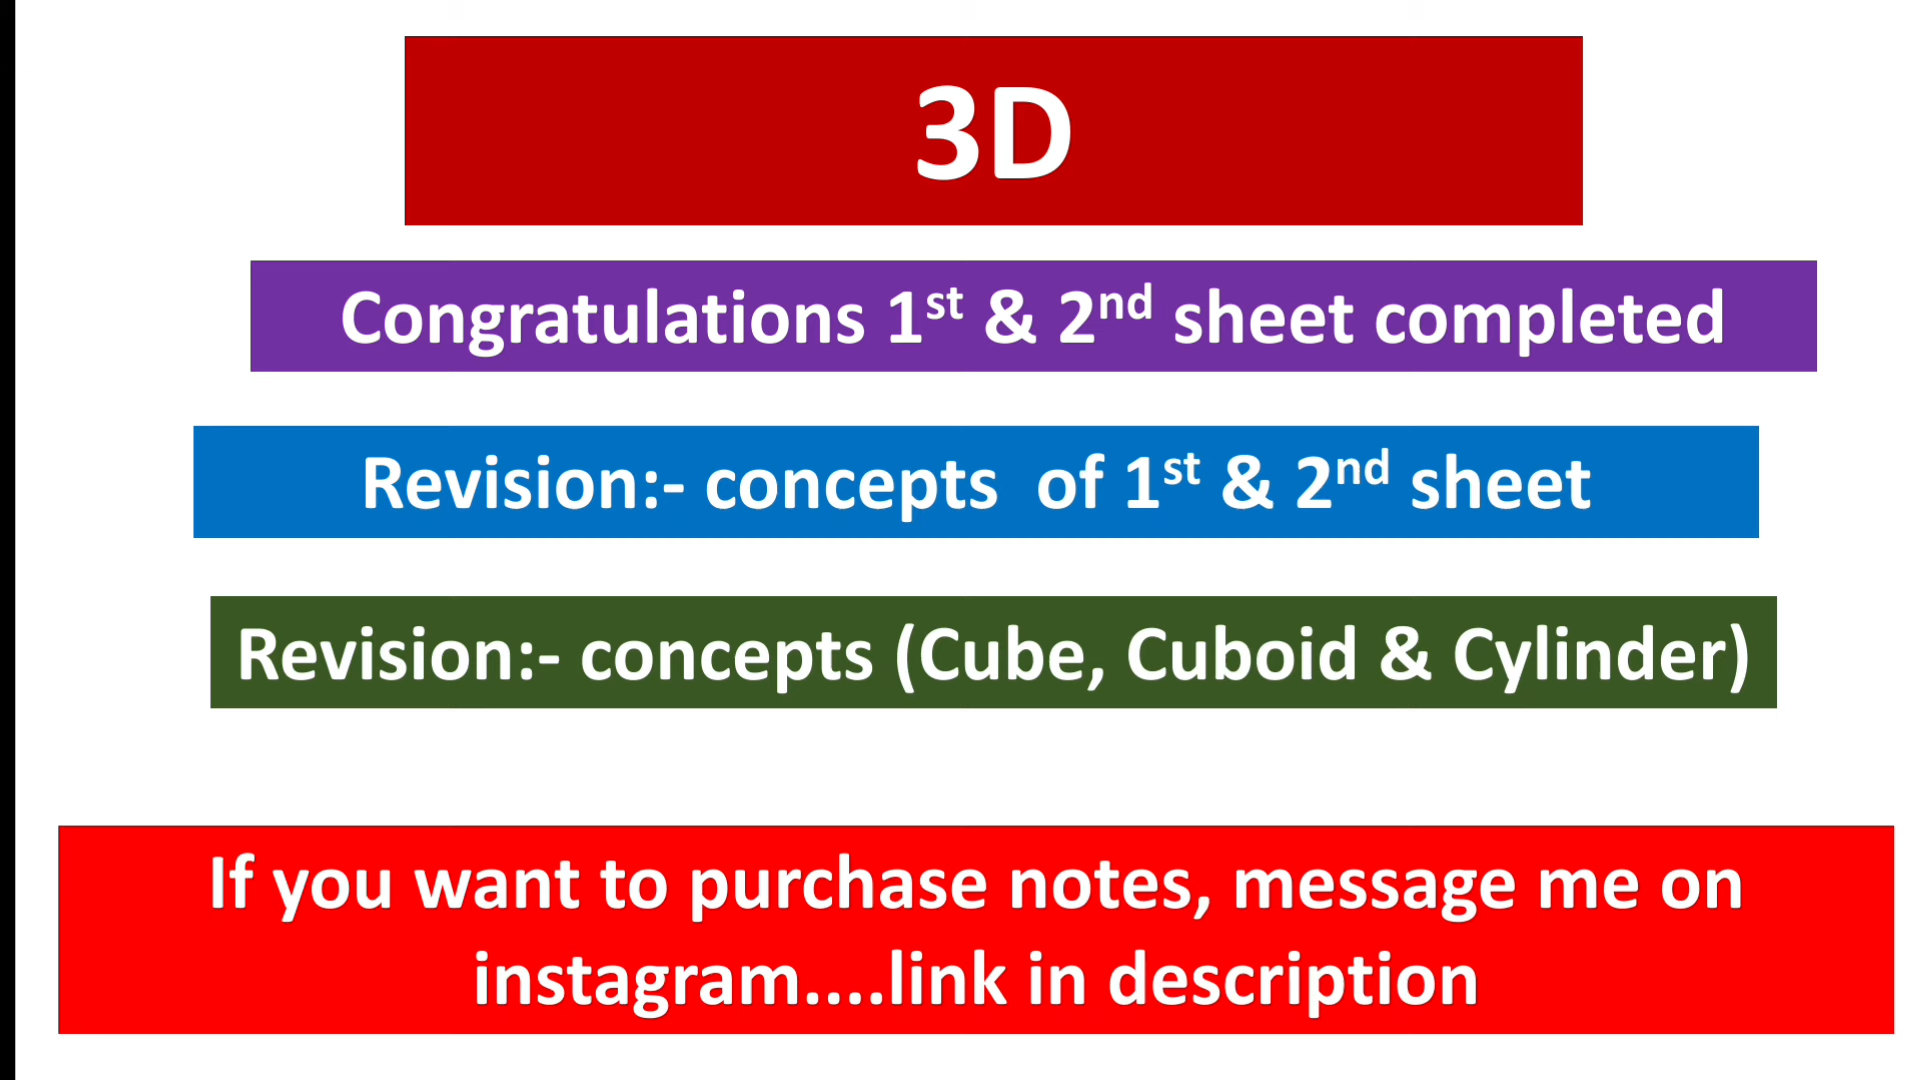 3D
Congratulations 1st & 2nd sheet completed
Revision:- concepts  of 1st & 2nd sheet
Revision:- concepts (Cube, Cuboid & Cylinder)
If you want to purchase notes, message me on
instagram....link in description